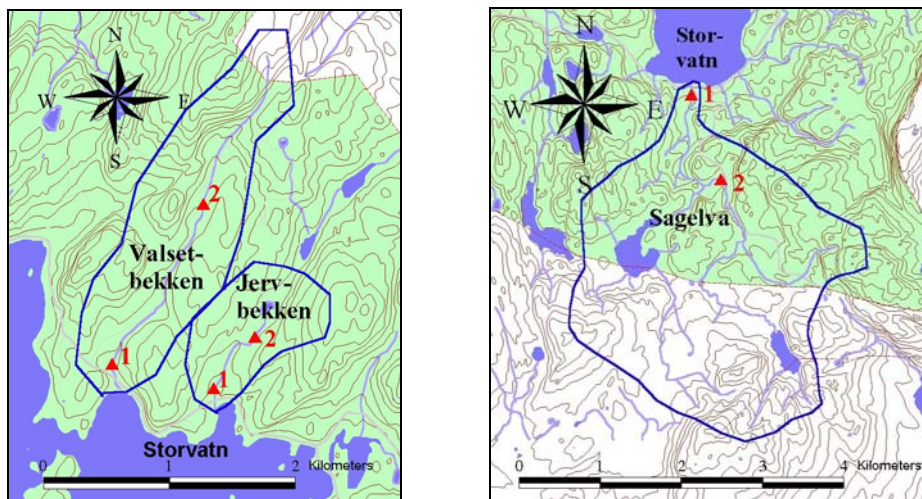 N
W
E
S
2
Valset-
bekken
Jerv-
bekken
2
1
1
Storvatn
0
1
2
Kilometers
Stor-
vatn
1
N
W
E
S
2
Sagelva
0
1
2
3
4
Kilometers